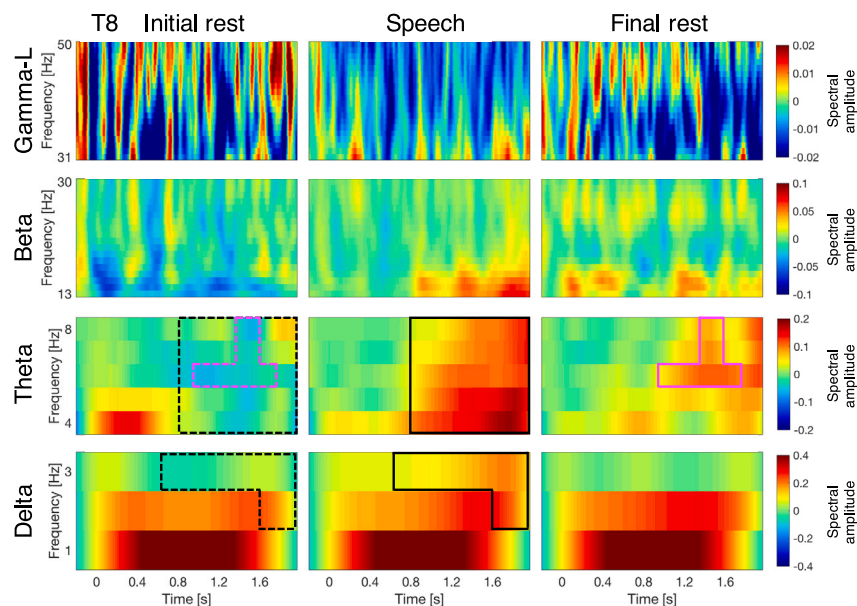 T8 Initial rest Speech Final rest
Gamma-L
Frequency [Hz]
50
31
0.02
0.01
0
-0.01
-0.02
Spectral
amplitude
Beta
Frequency [Hz]
30
13
0.1
0.05
0
-0.05
-0.1
Spectral
amplitude
Theta
Frequency [Hz]
8
4
0.2
0.1
0
-0.1
-0.2
Spectral
amplitude
Delta
Frequency [Hz]
3
1
0.4
0.2
0
-0.2
-0.4
Spectral
amplitude
0 0.4 0.8 1.2 1.6 0 0.4 0.8 1.2 1.6 0 0.4 0.8 1.2 1.6
Time [s] Time [s] Time [s]